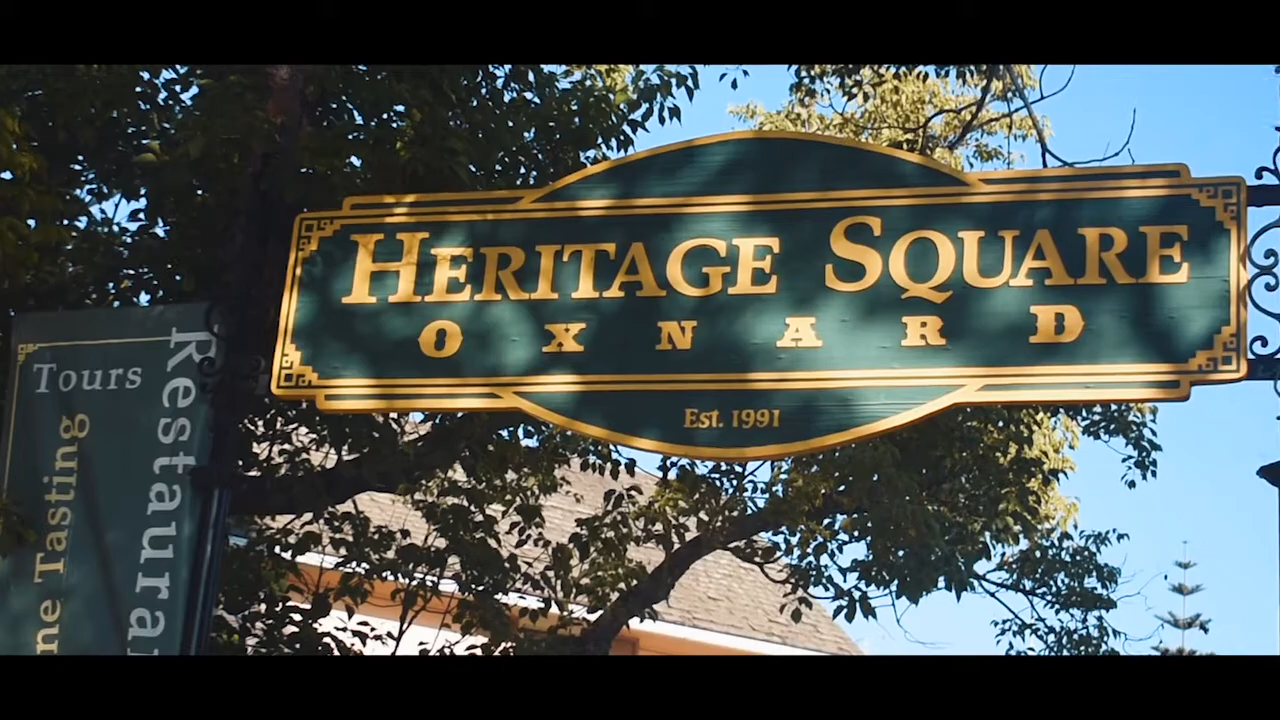 HERITAGE SQUARE
OXNARD
Est. 1991
Tours
Tasting